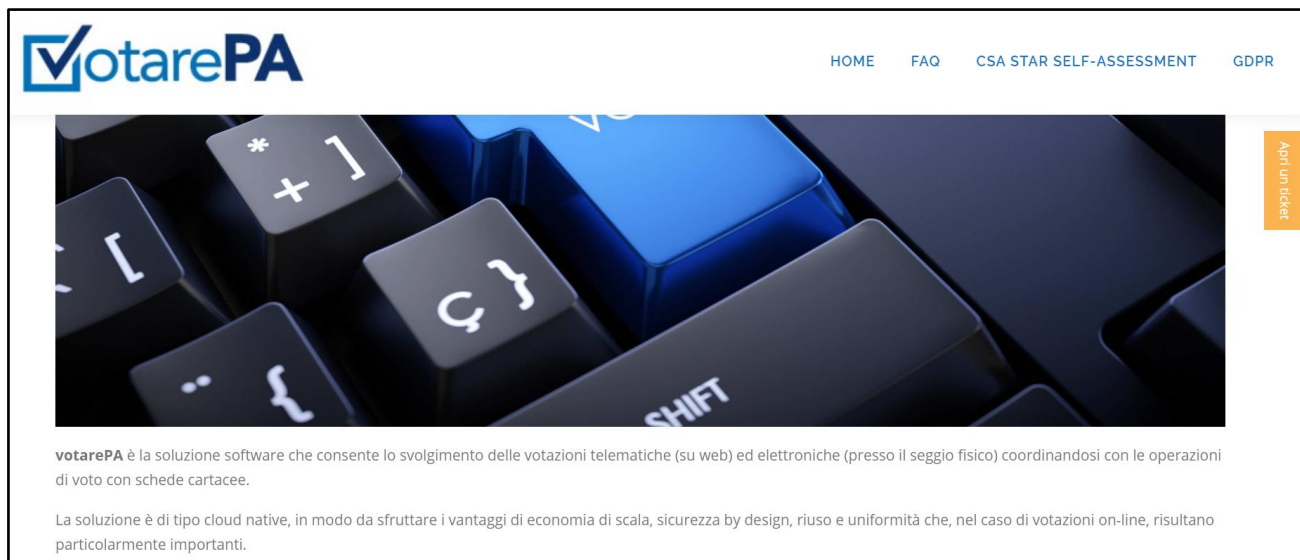 votarePA
HOME FAQ CSA STAR SELF-ASSESSMENT GDPR
Apri un ticket
* ]
+
[
ç }
¨ {
SHIFT
votarePA è la soluzione software che consente lo svolgimento delle votazioni telematiche (su web) ed elettroniche (presso il seggio fisico) coordinandosi con le operazioni
di voto con schede cartacee.
La soluzione è di tipo cloud native, in modo da sfruttare i vantaggi di economia di scala, sicurezza by design, riuso e uniformità che, nel caso di votazioni on-line, risultano
particolarmente importanti.